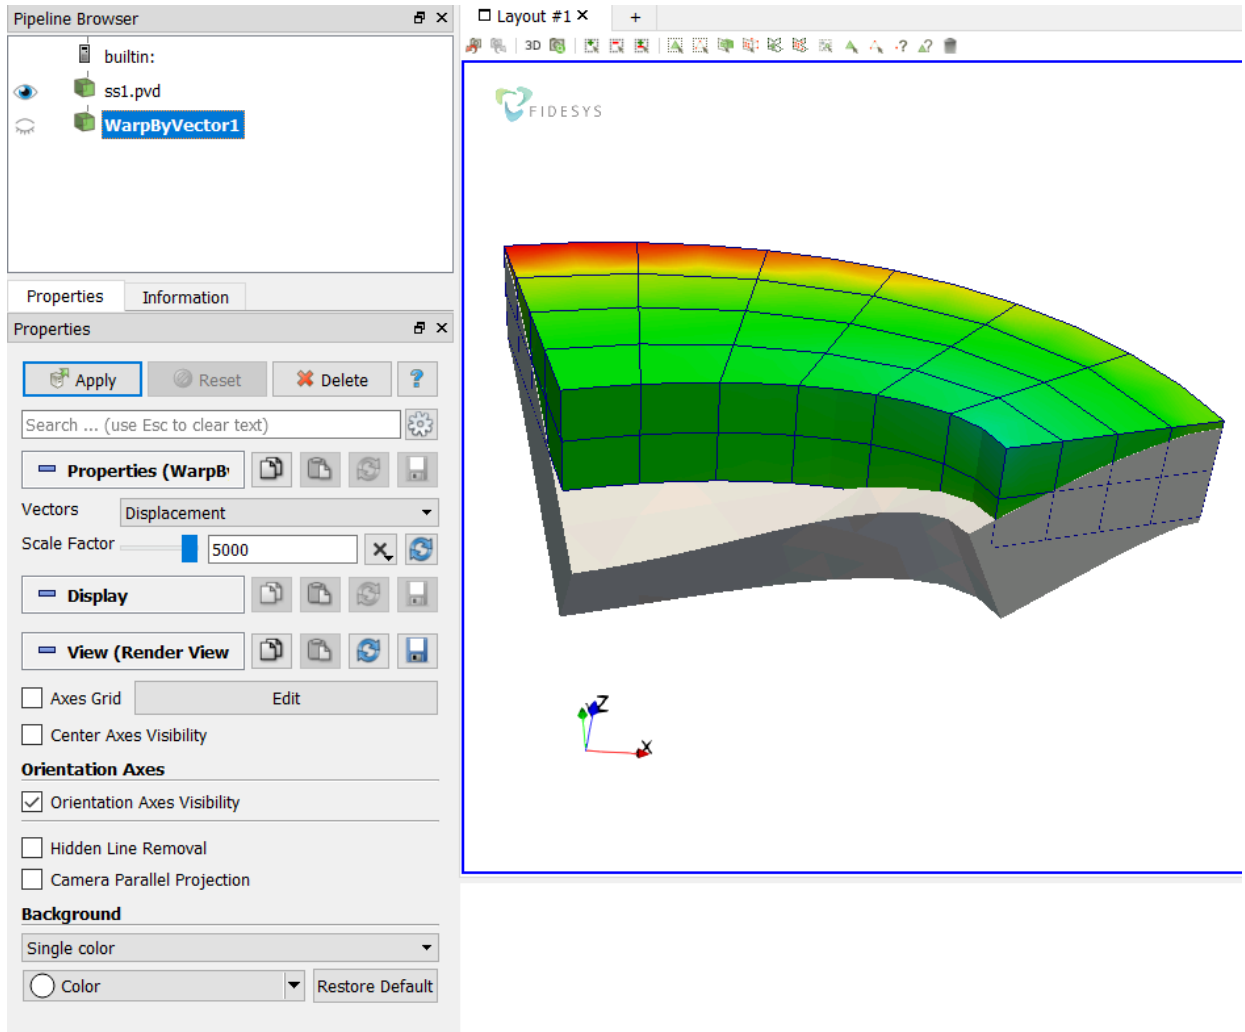 Pipeline Browser
builtin:
ss1.pvd
WarpByVector1
Properties
Information
Properties
Apply
Reset
Delete
?
Search ... (use Esc to clear text)
Properties (WarpB
Vectors
Displacement
Scale Factor
5000
Display
View (Render View
Axes Grid
Edit
Center Axes Visibility
Orientation Axes
Orientation Axes Visibility
Hidden Line Removal
Camera Parallel Projection
Background
Single color
Color
Restore Default
Layout #1
+
3D
FIDESYS
Z
X